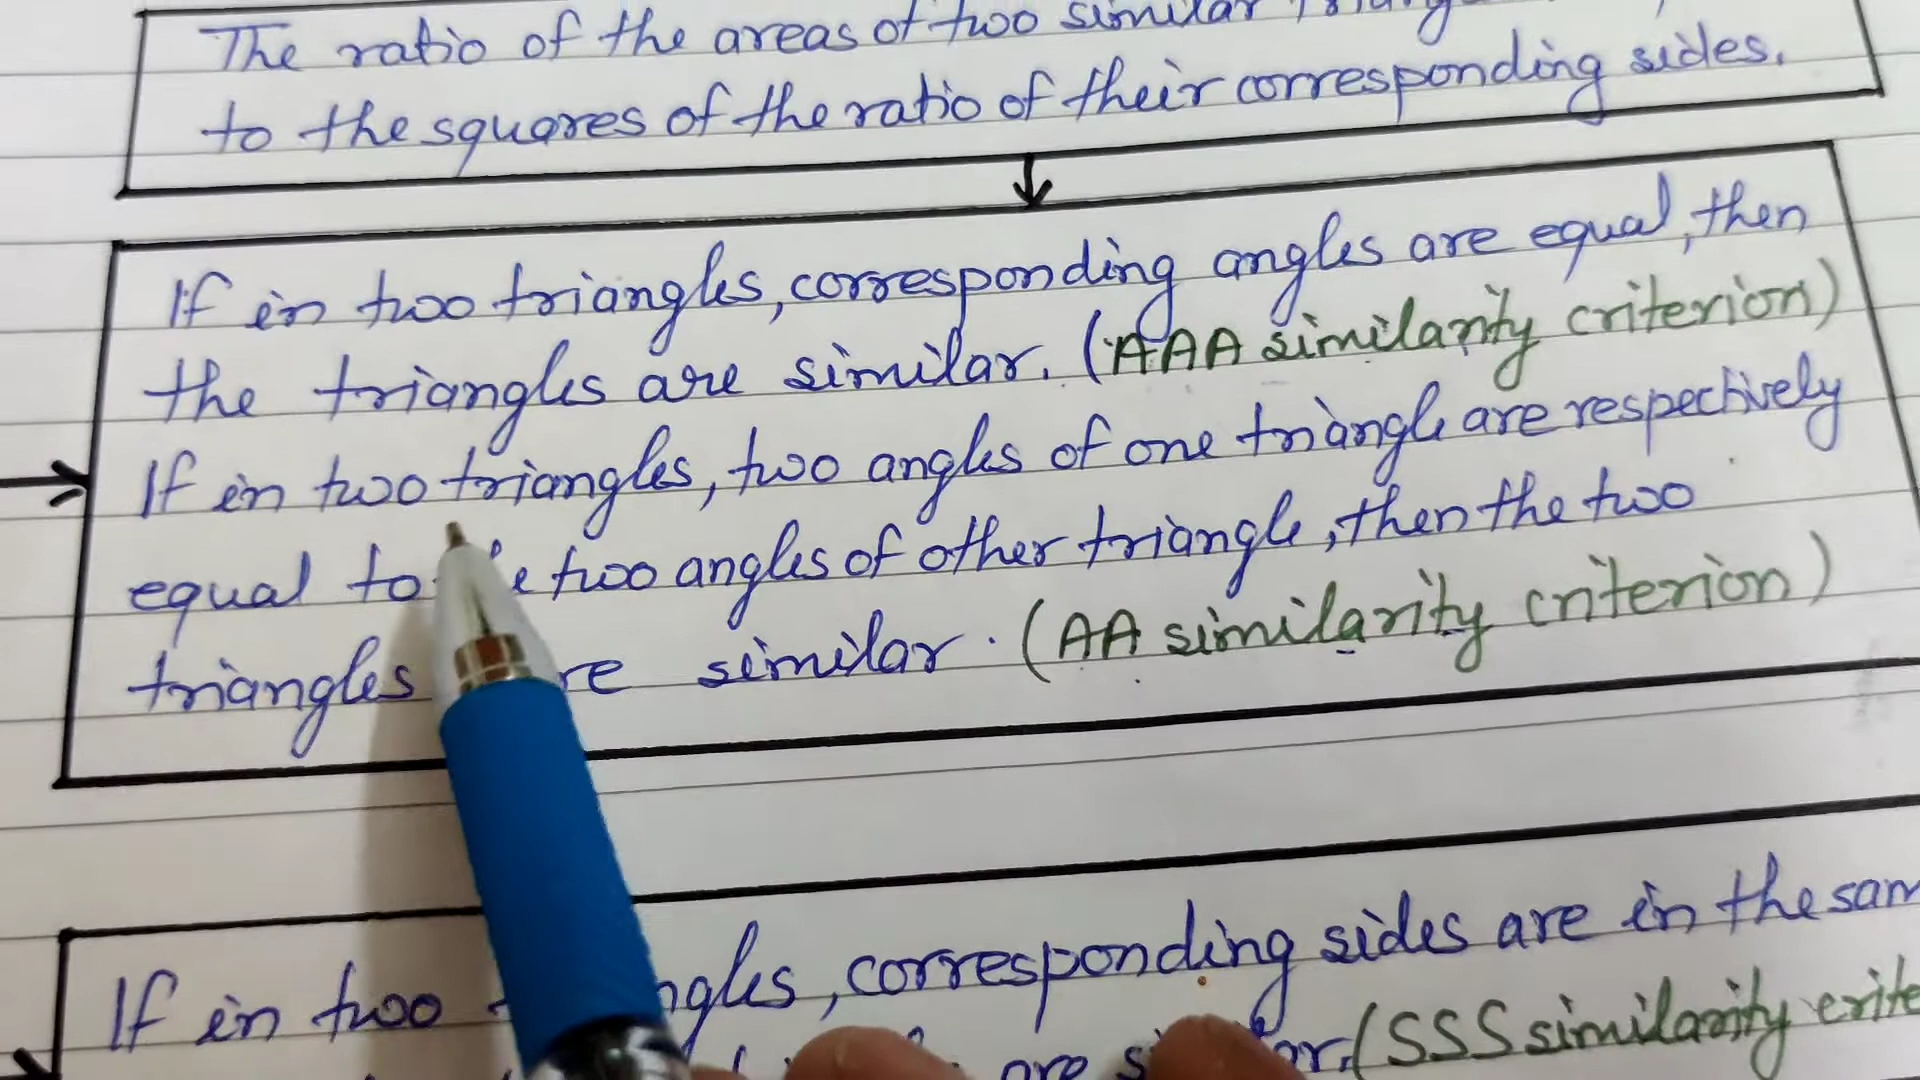 The ratio of the areas of two similar
to the squares of the ratio of their corresponding sides.
If in two triangles, corresponding angles are equal, then
the triangles are similar. (AAA similarity criterion)
If in two triangles, two angles of one triangle are respectively
equal to two angles of other triangle, then the two
triangles similar. (AA similarity criterion)
If in two corresponding sides are in the
(SSS similarity